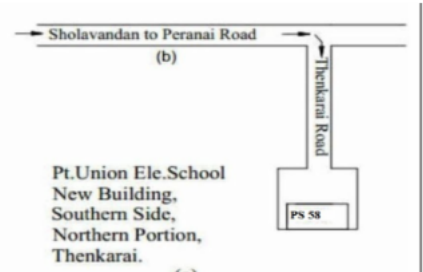 Sholavandan to Peranai Road
(b)
Thenkarai Road
Pt.Union Ele.School
New Building,
Southern Side,
Northern Portion,
Thenkarai.
PS 58